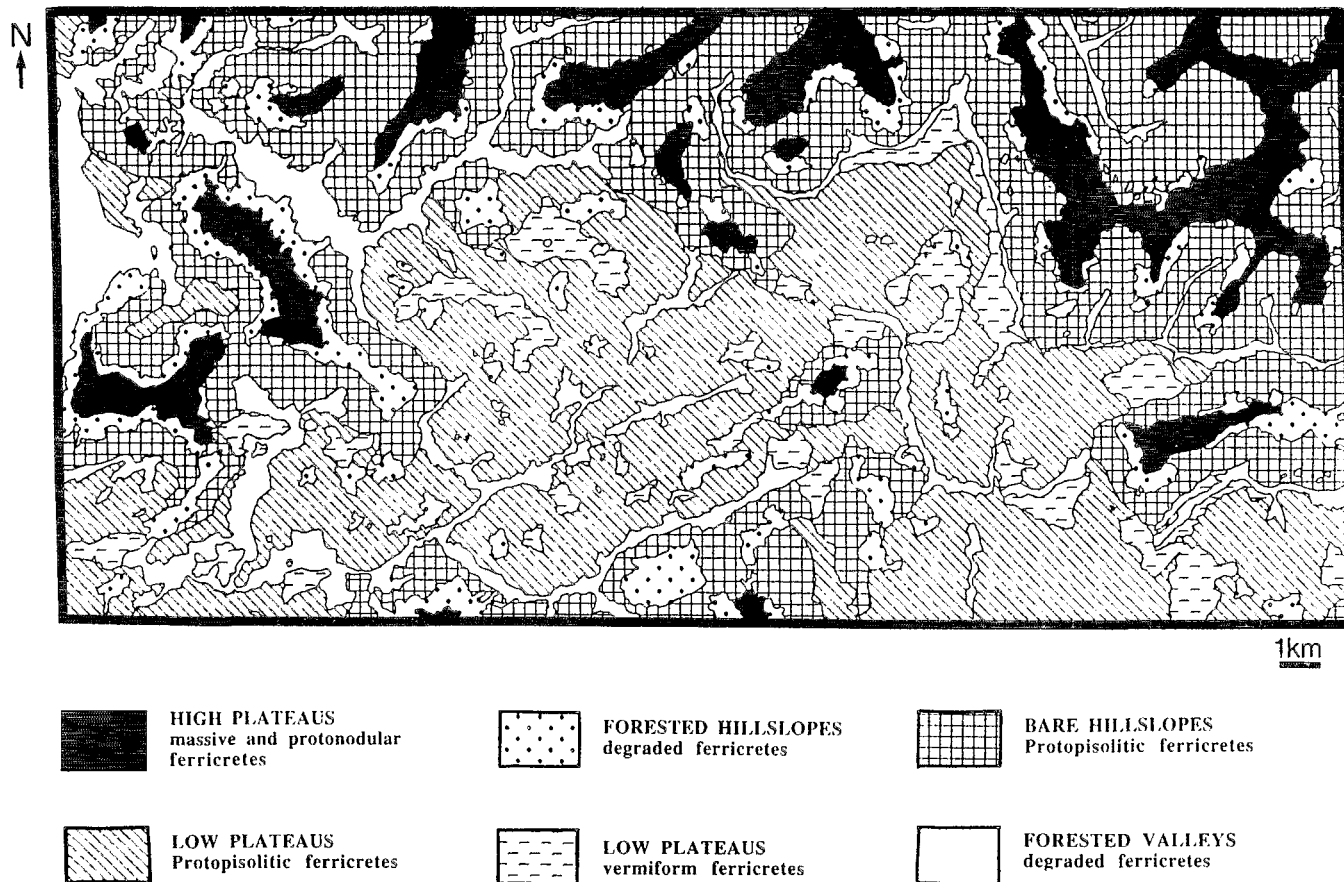 N
1km
HIGH PLATEAUS
massive and protonodular
ferricretes
FORESTED HILLSLOPES
degraded ferricretes
BARE HILLSLOPES
Protopisolitic ferricretes
LOW PLATEAUS
Protopisolitic ferricretes
LOW PLATEAUS
vermiform ferricretes
FORESTED VALLEYS
degraded ferricretes